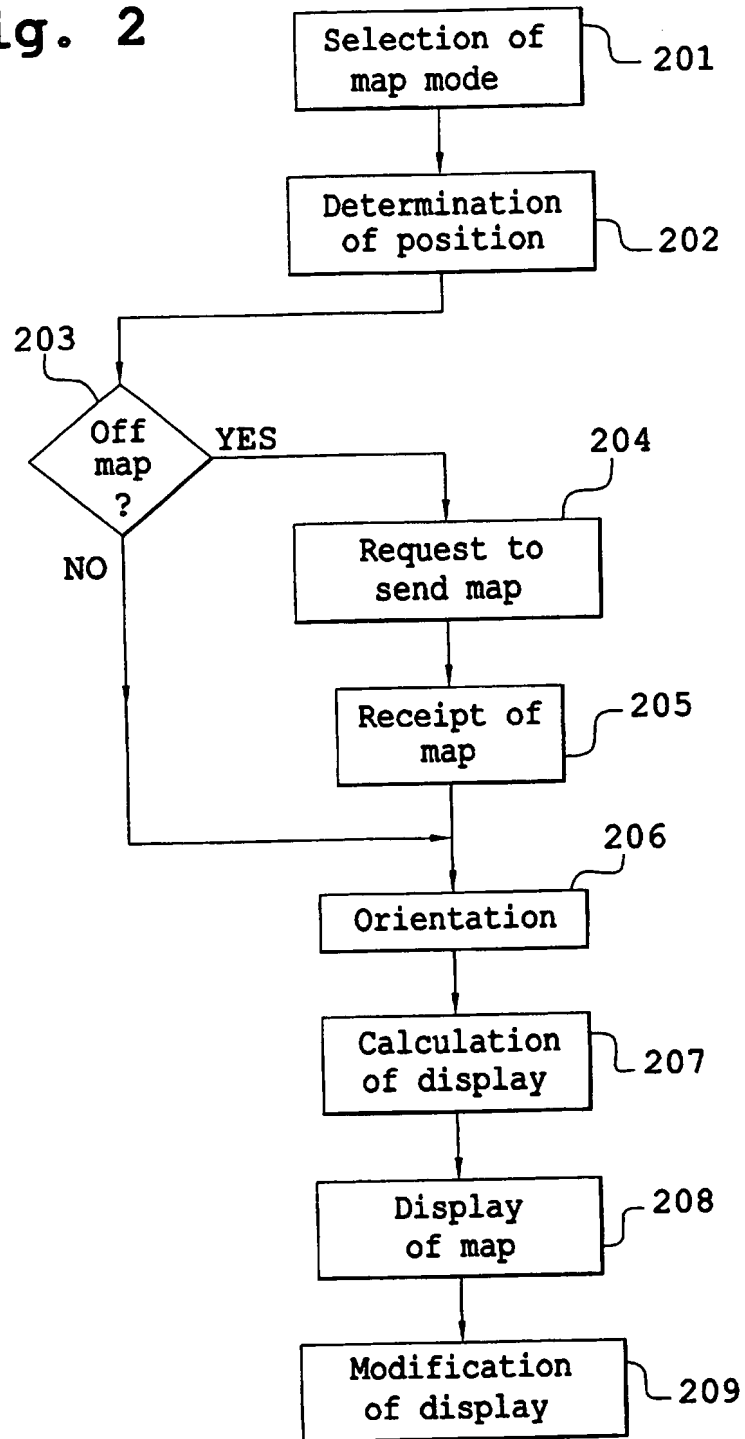 ig. 2
Selection of
map mode
201
Determination
of position
202
203
Off
map
?
YES
NO
204
Request to
send map
Receipt of
map
205
206
Orientation
Calculation
of display
207
Display
of map
208
Modification
of display
209